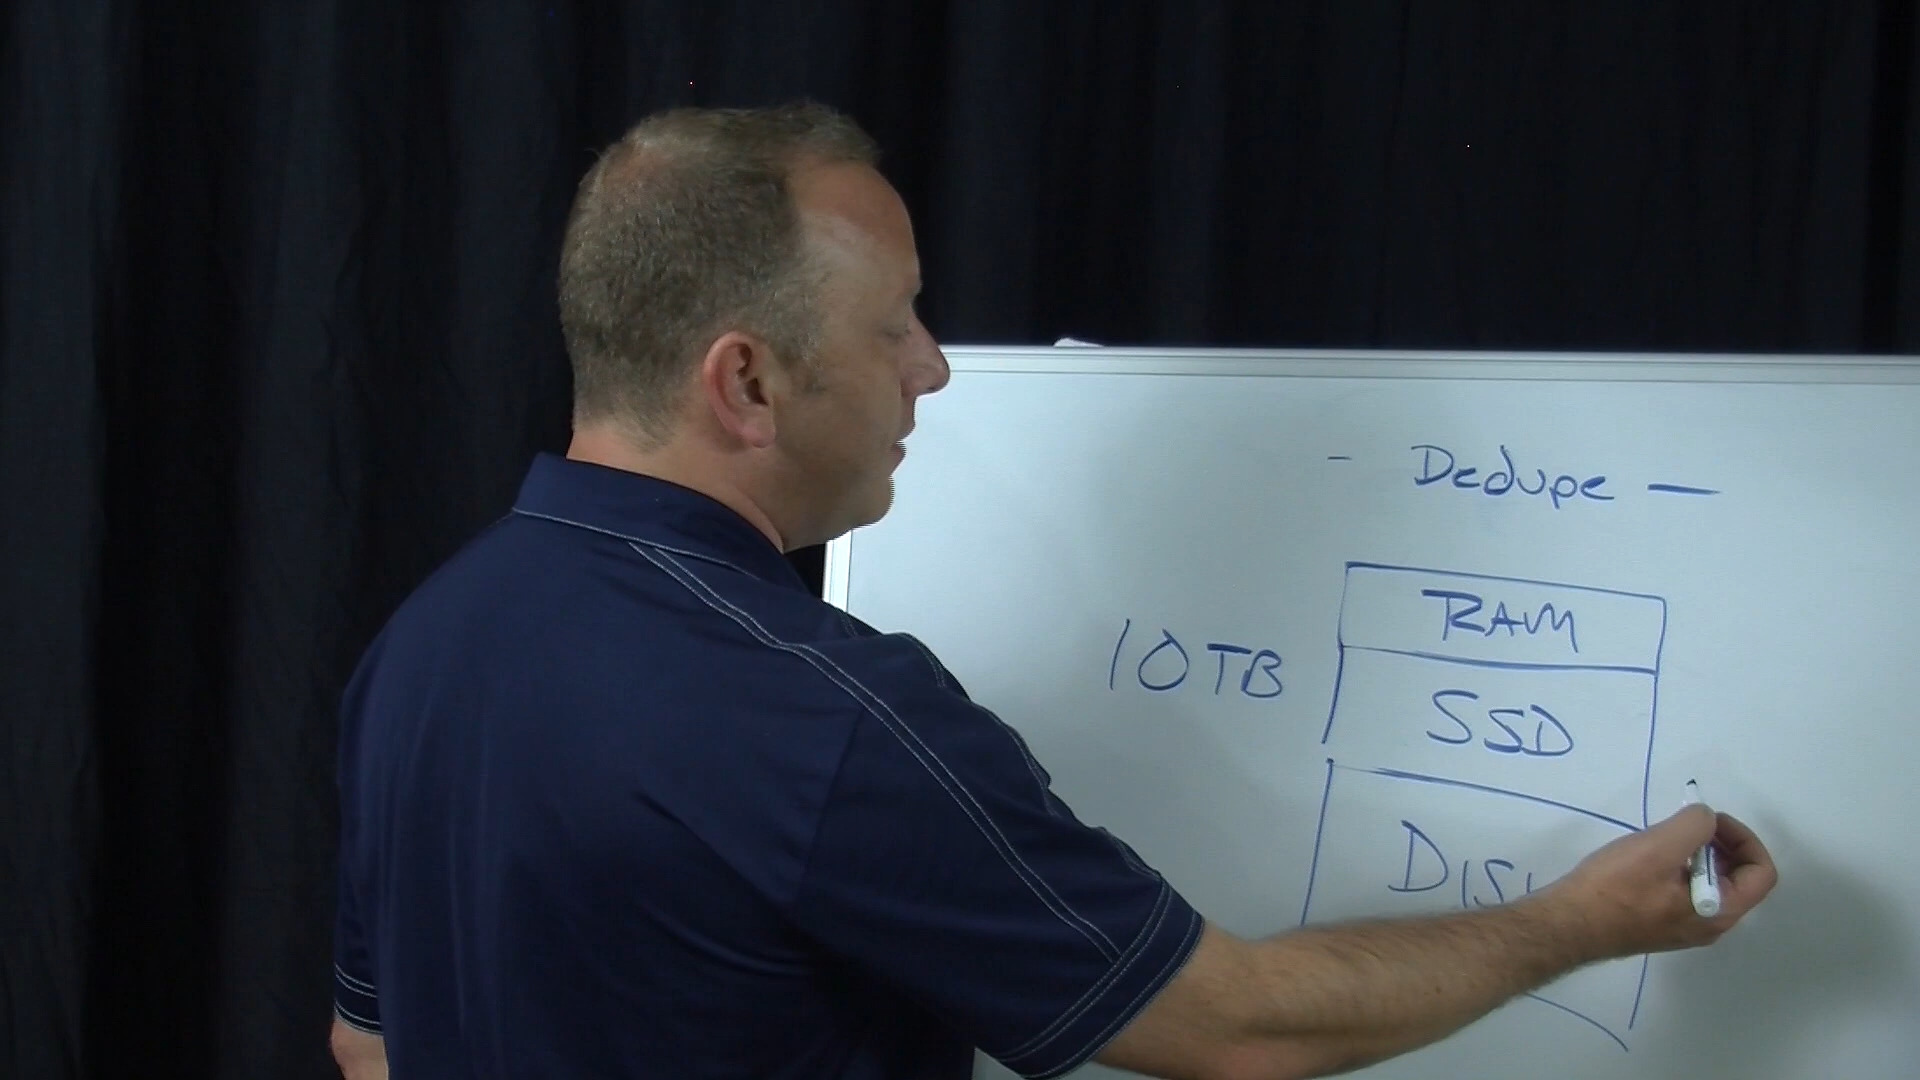 - Dedupe -
RAM
10TB
SSD